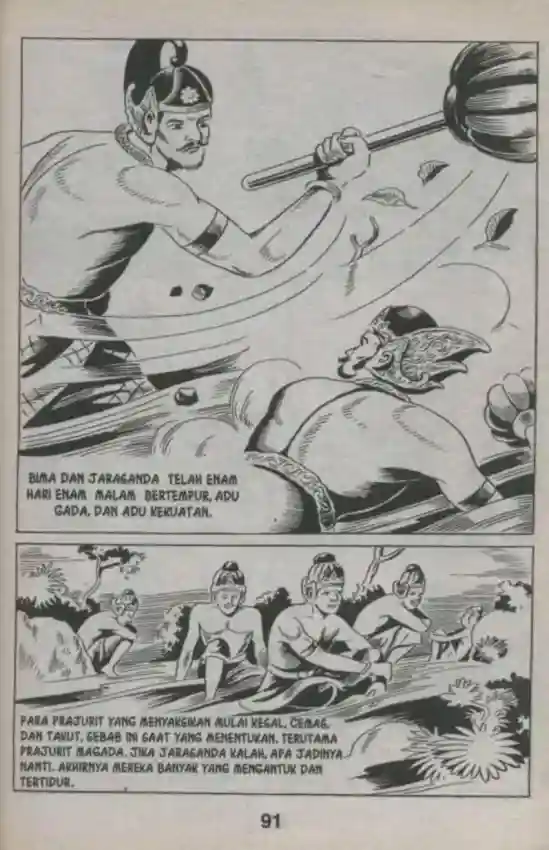 BIMA DAN JARASANDA TELAH ENAM
HARI ENAM MALAM BERTEMPUR, ADU
GADA, DAN ADU KEKUATAN.
PARA PRAJURIT YANG MENYAKSIKAN MULAI KESAL, CEMAS,
DAN TAKUT, SEBAB INI SAAT YANG MENENTUKAN. TERUTAMA
PRAJURIT MAGADA. JIKA JARASANDA KALAH, APA JADINYA
NANTI. AKHIRNYA MEREKA BANYAK YANG MENGANTUK DAN
TERTIDUR.
91